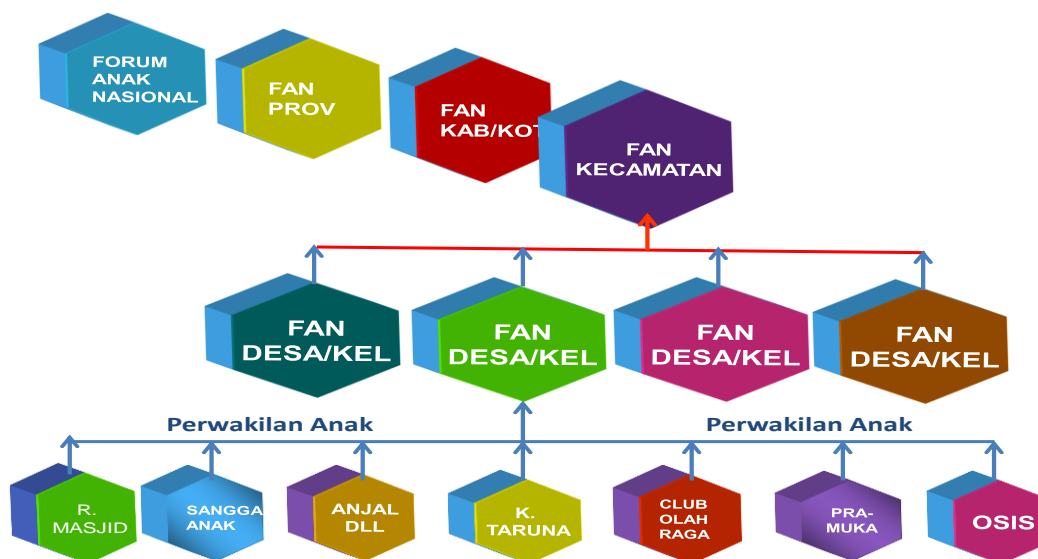 FORUM
ANAK
NASIONAL
FAN
PROV
FAN
KAB/KOT
FAN
KECAMATAN
FAN
DESA/KEL
FAN
DESA/KEL
FAN
DESA/KEL
FAN
DESA/KEL
Perwakilan Anak
Perwakilan Anak
R.
MASJID
SANGGA
ANAK
ANJAL
DLL
K.
TARUNA
CLUB
OLAH
RAGA
PRA-
MUKA
OSIS